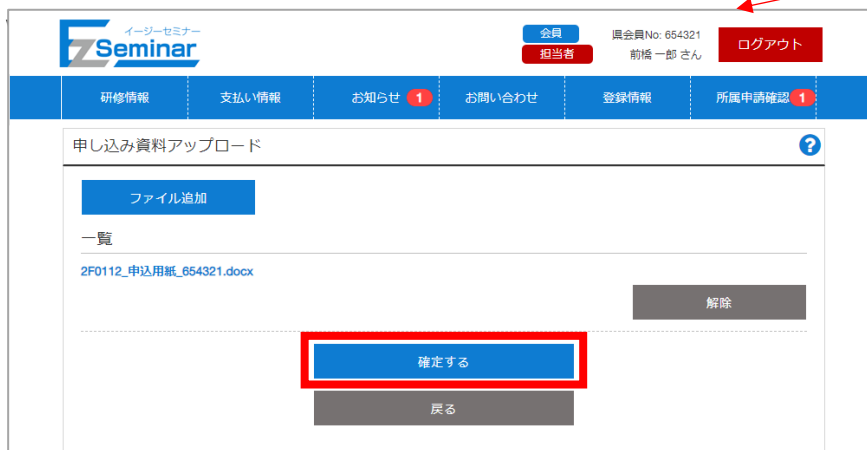 イージーセミナー
EzSeminar
会員
県会員No: 654321
担当者
前橋 一郎 さん
ログアウト
研修情報
支払い情報
お知らせ 1
お問い合わせ
登録情報
所属申請確認 1
申し込み資料アップロード
?
ファイル追加
一覧
2F0112_申込用紙_654321.docx
解除
確定する
戻る